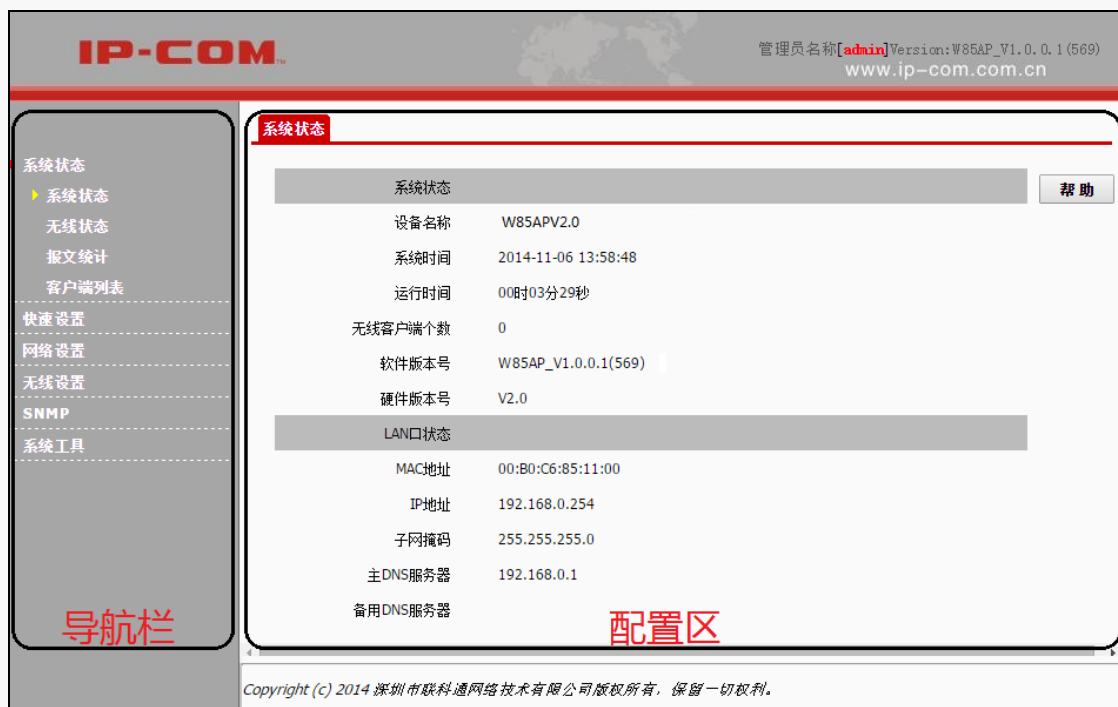 IP-COM™
管理员名称[admin]Version:W85AP_V1.0.0.1(569)
www.ip-com.com.cn
系统状态
系统状态
无线状态
报文统计
客户端列表
快速设置
网络设置
无线设置
SNMP
系统工具
导航栏
系统状态
系统状态
帮助
设备名称 W85APV2.0
系统时间 2014-11-06 13:58:48
运行时间 00时03分29秒
无线客户端个数 0
软件版本号 W85AP_V1.0.0.1(569)
硬件版本号 V2.0
LAN口状态
MAC地址 00:B0:C6:85:11:00
IP地址 192.168.0.254
子网掩码 255.255.255.0
主DNS服务器 192.168.0.1
备用DNS服务器
配置区
Copyright (c) 2014 深圳市联科通网络技术有限公司版权所有，保留一切权利。